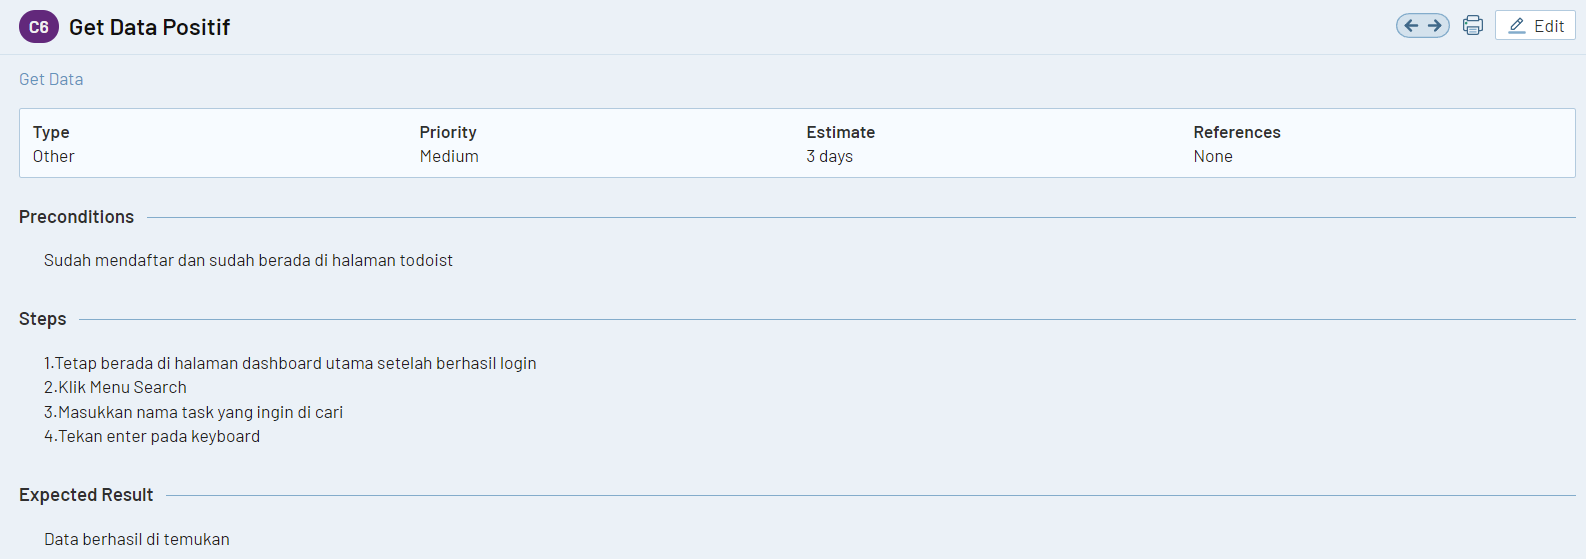 C6 Get Data Positif
Edit
Get Data
Type Priority Estimate References
Other Medium 3 days None
Preconditions
Sudah mendaftar dan sudah berada di halaman todoist
Steps
1.Tetap berada di halaman dashboard utama setelah berhasil login
2.Klik Menu Search
3.Masukkan nama task yang ingin di cari
4.Tekan enter pada keyboard
Expected Result
Data berhasil di temukan